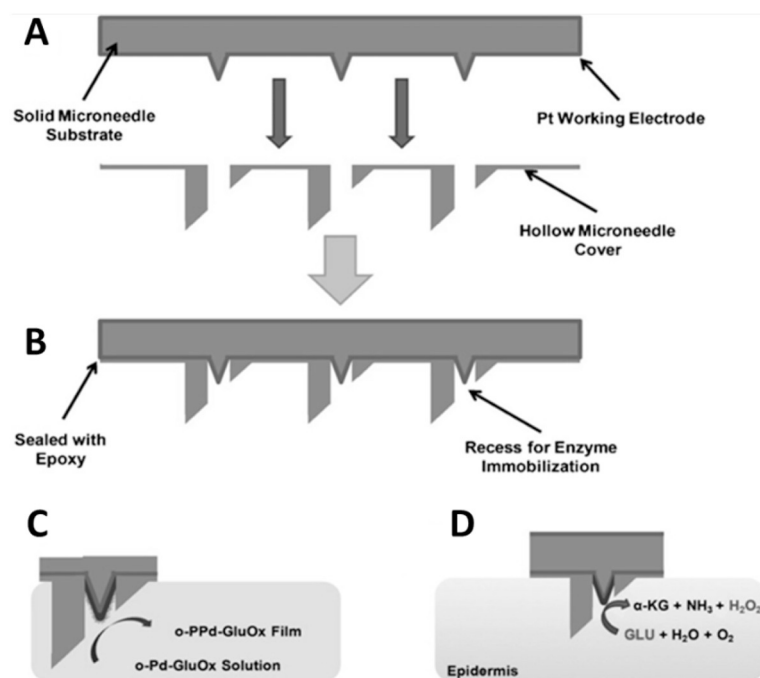 A
Solid Microneedle
Substrate
Pt Working Electrode
Hollow Microneedle
Cover
B
Sealed with
Epoxy
Recess for Enzyme
Immobilization
C
o-PPd-GluOx Film
o-Pd-GluOx Solution
D
α-KG + NH₃ + H₂O₂
GLU + H₂O + O₂
Epidermis